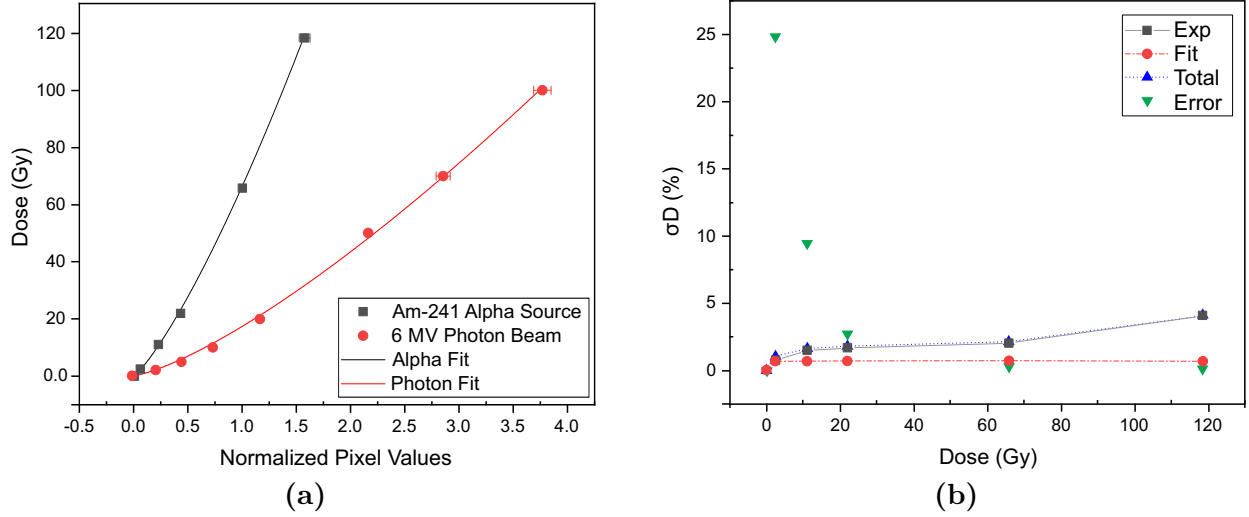 120
100
80
60
40
20
0.0
Dose (Gy)
-0.5
0.0
0.5
1.0
1.5
2.0
2.5
3.0
3.5
4.0
Normalized Pixel Values
Am-241 Alpha Source
6 MV Photon Beam
Alpha Fit
Photon Fit
(a)
25
20
15
10
5
0
σD (%)
0
20
40
60
80
100
120
Dose (Gy)
Exp
Fit
Total
Error
(b)